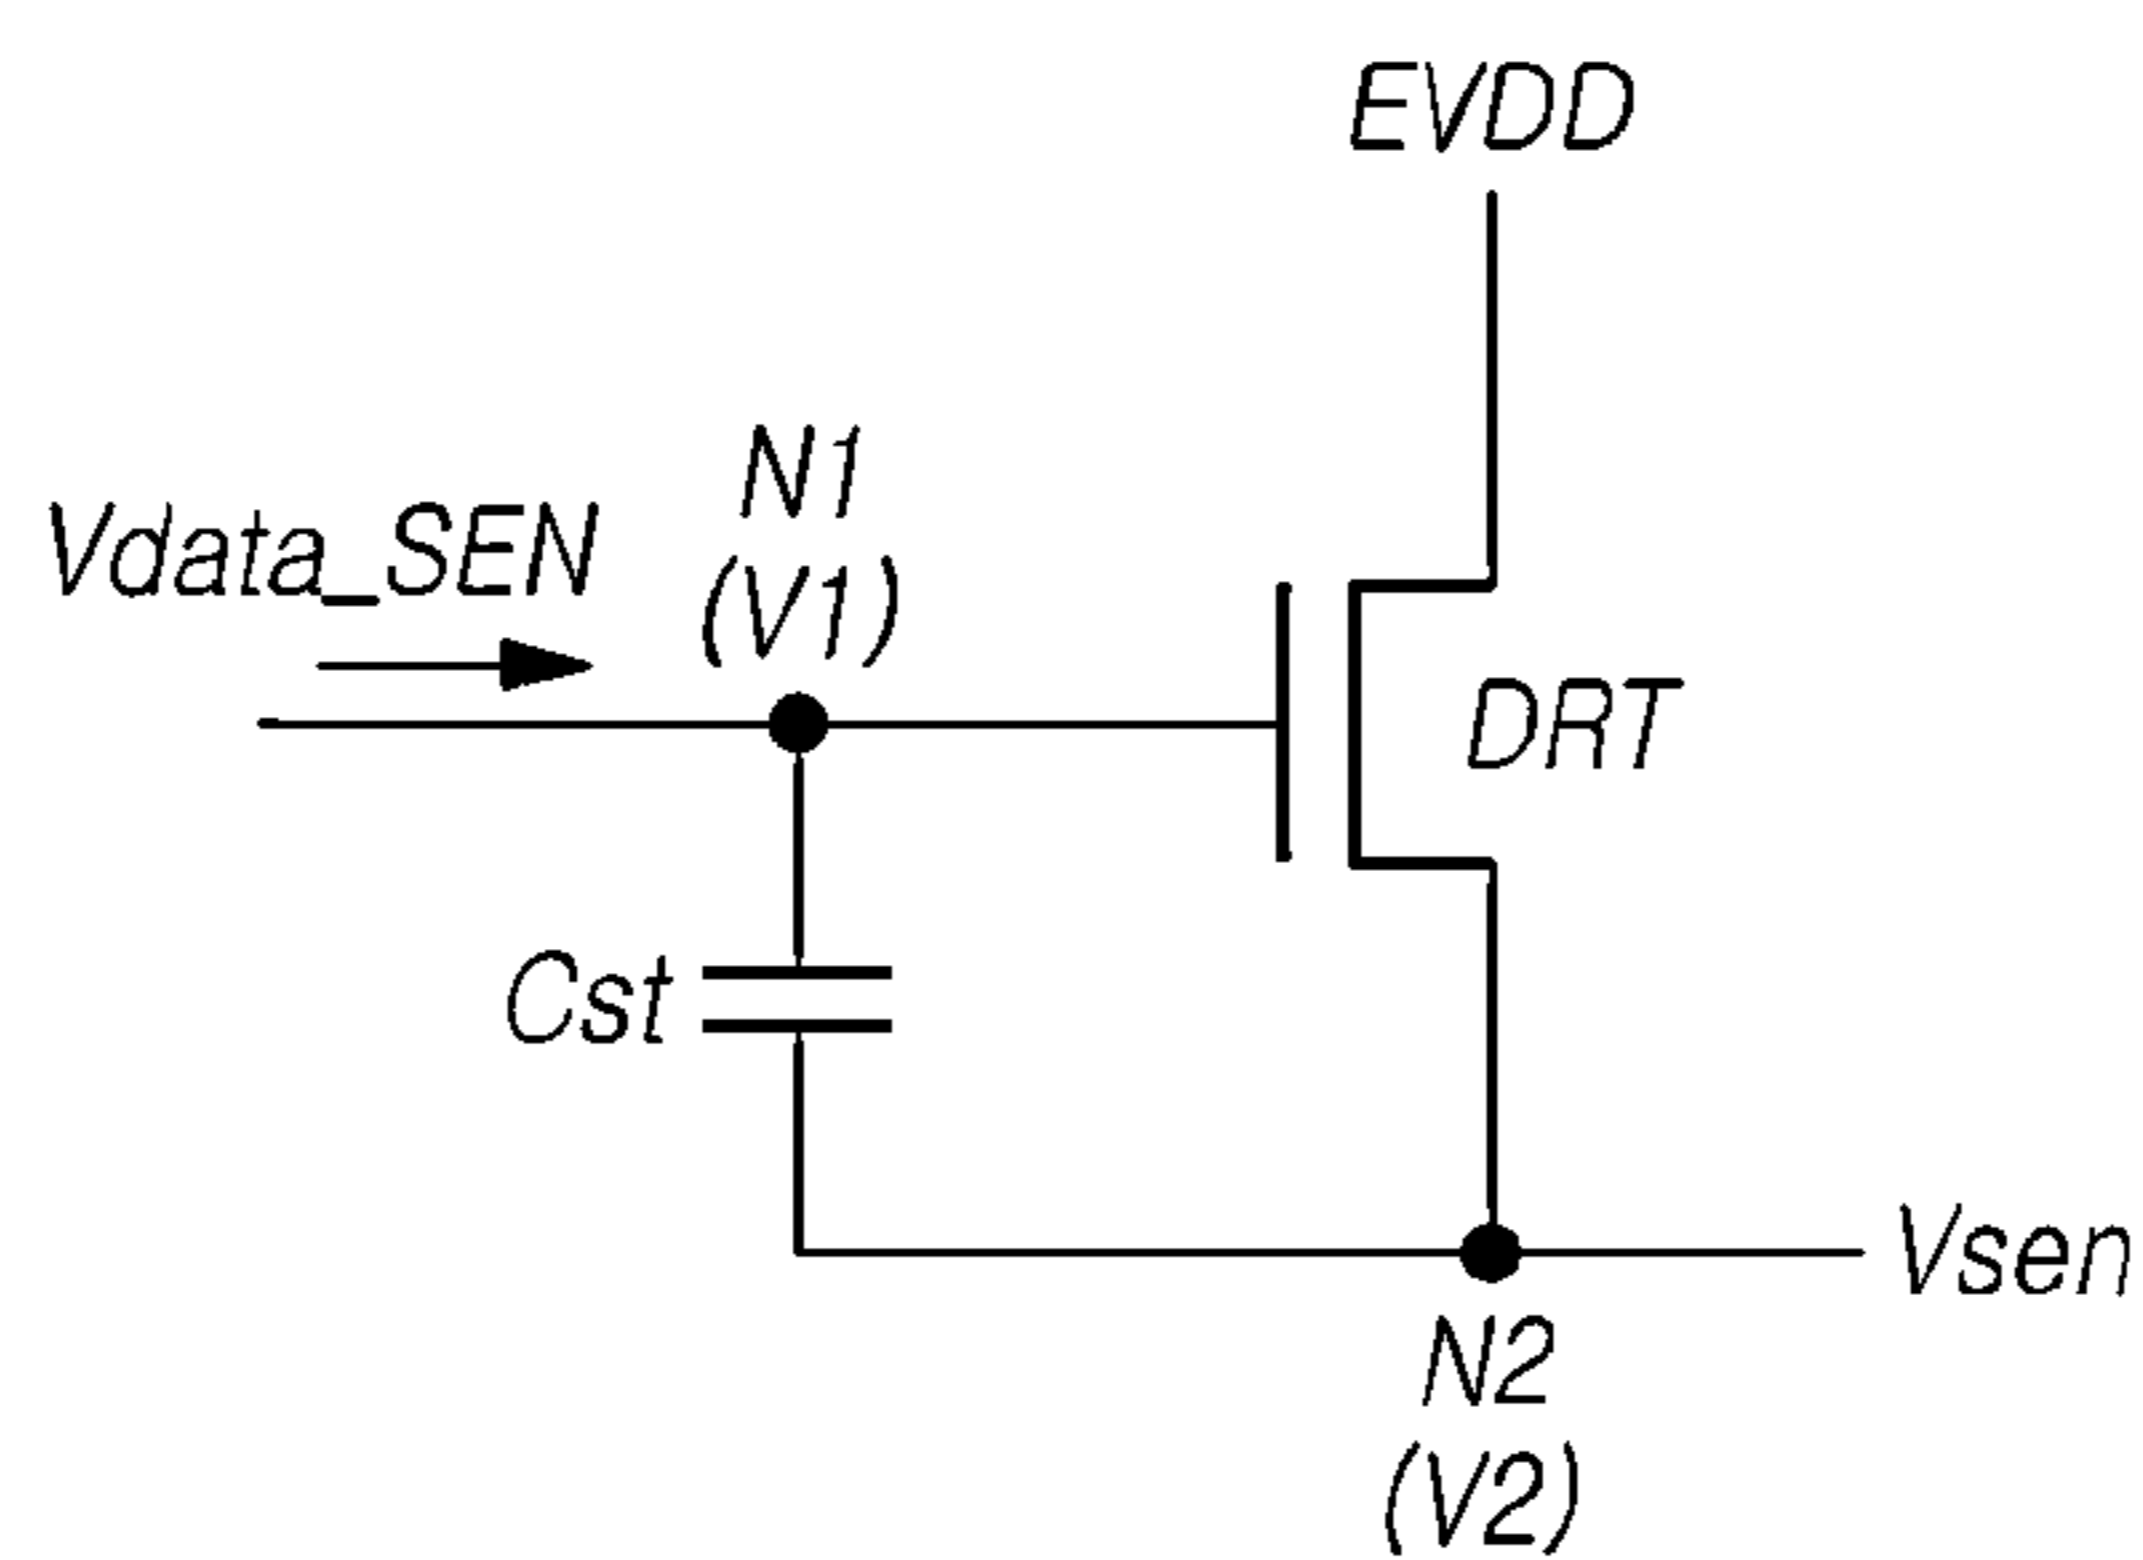 EVDD
N1
Vdata_SEN
(V1)
DRT
Cst
Vsen
N2
(V2)